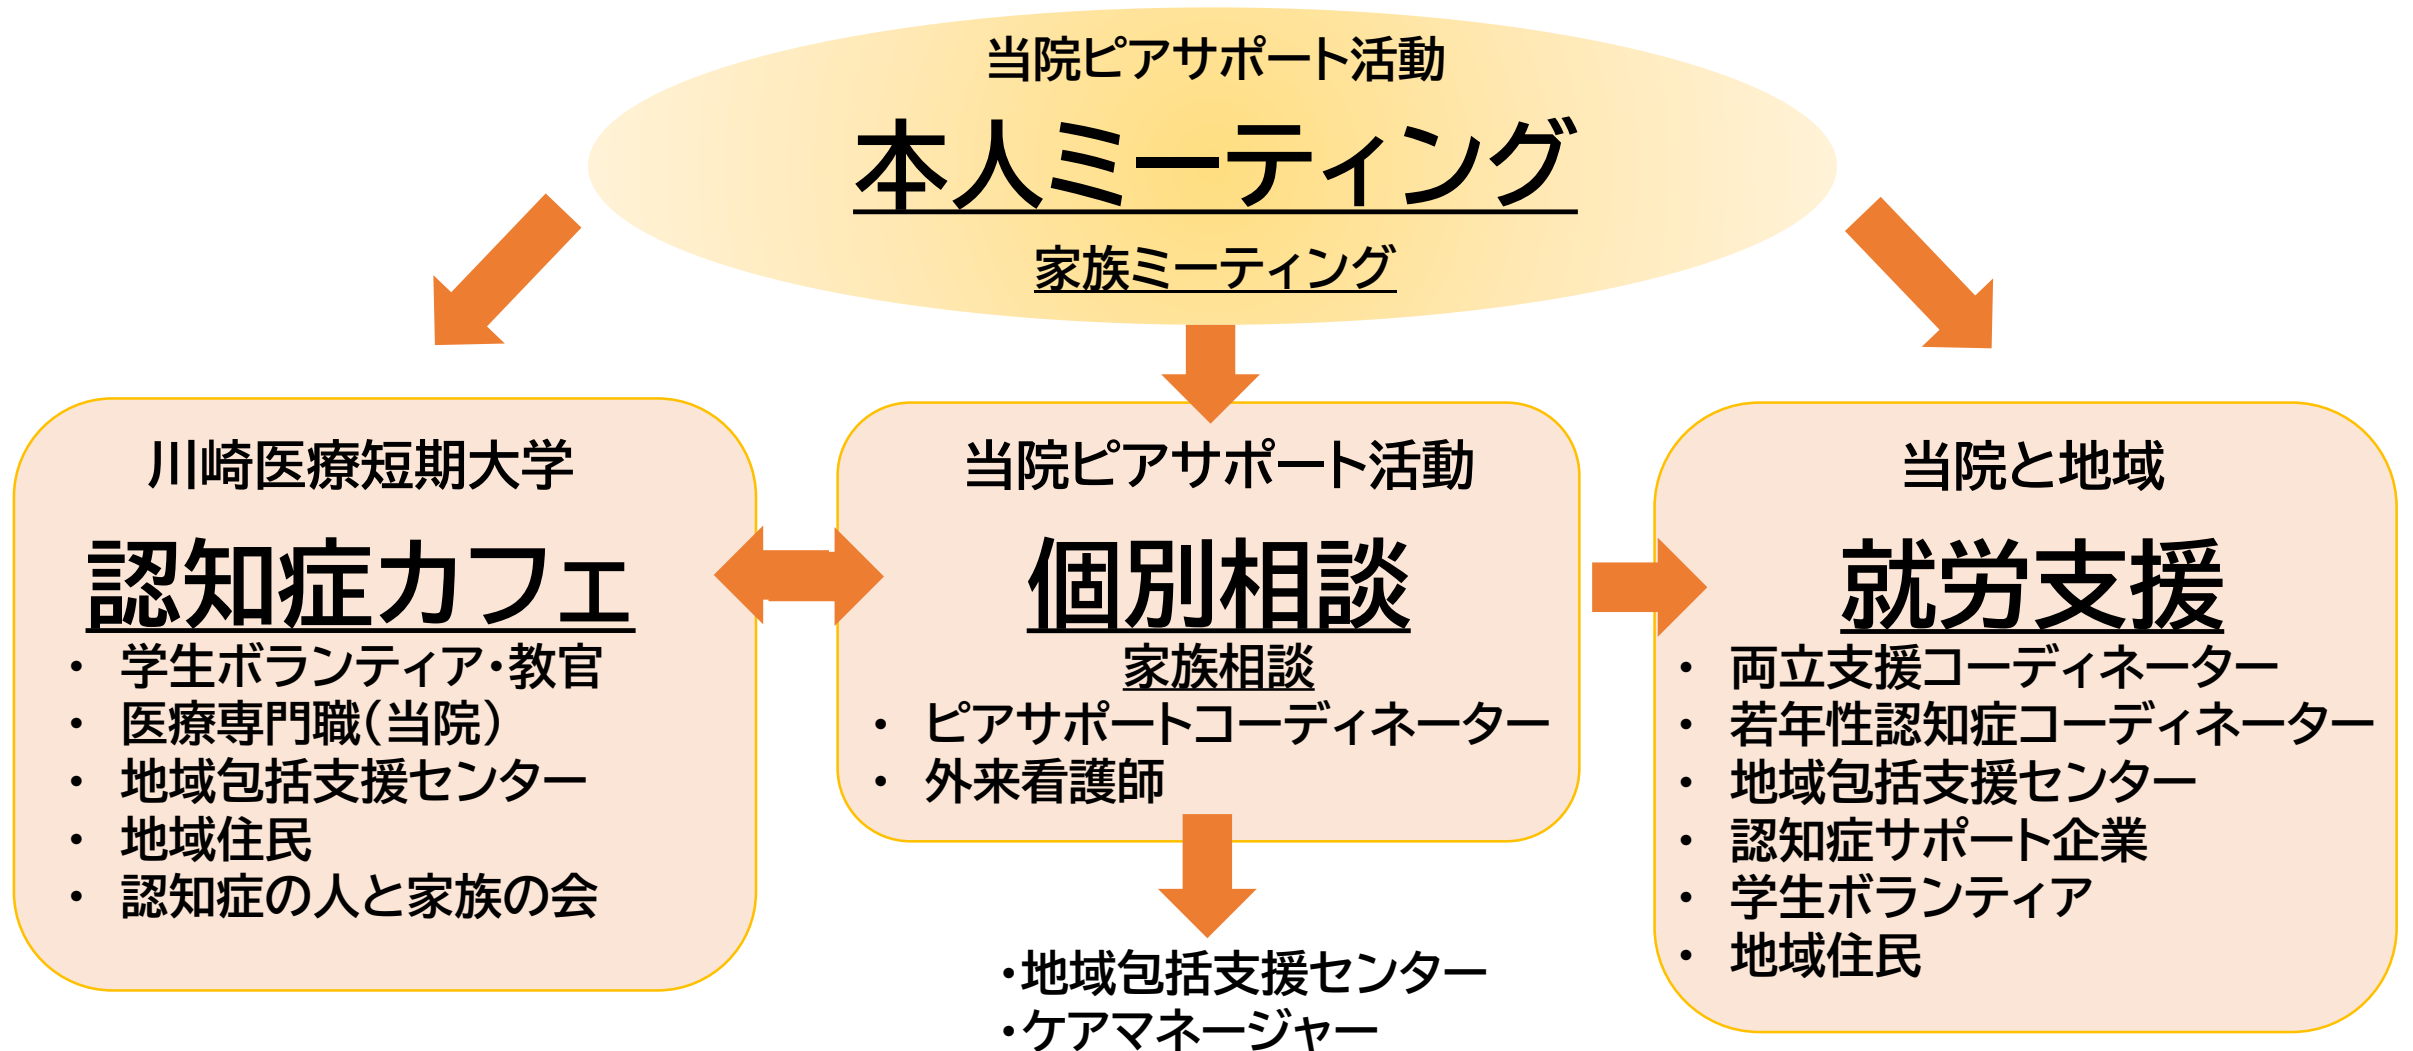 当院ピアサポート活動
本人ミーティング
家族ミーティング
川崎医療短期大学
認知症カフェ
・ 学生ボランティア・教官
・ 医療専門職(当院)
・ 地域包括支援センター
・ 地域住民
・ 認知症の人と家族の会
当院ピアサポート活動
個別相談
家族相談
・ ピアサポートコーディネーター
・ 外来看護師
・地域包括支援センター
・ケアマネージャー
当院と地域
就労支援
・ 両立支援コーディネーター
・ 若年性認知症コーディネーター
・ 地域包括支援センター
・ 認知症サポート企業
・ 学生ボランティア
・ 地域住民